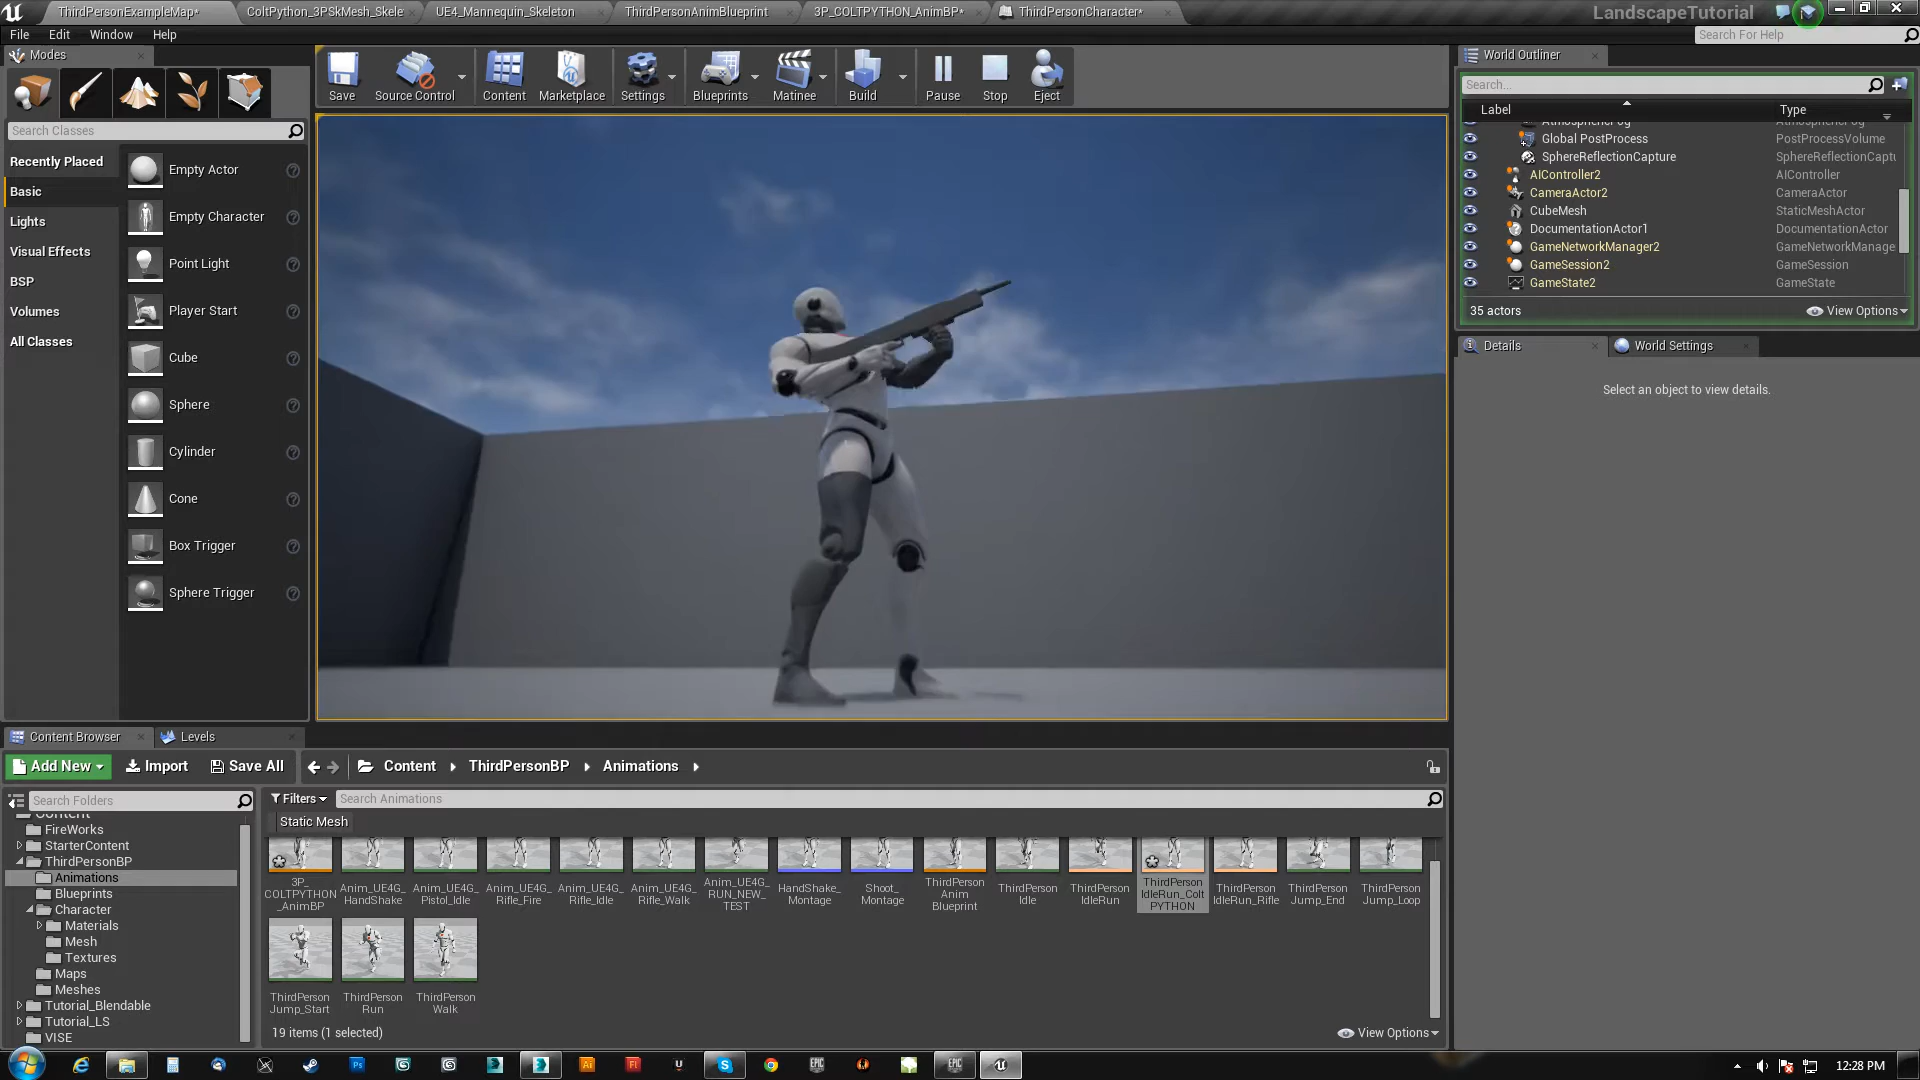 ThirdPersonExampleMap*
ColtPython_3PSkMesh_Skele
UE4_Mannequin_Skeleton
ThirdPersonAnimBlueprint
3P_COLTPYTHON_AnimBP*
ThirdPersonCharacter*
LandscapeTutorial
File
Edit
Window
Help
Search For Help
Modes
Search Classes
Recently Placed
Basic
Lights
Visual Effects
BSP
Volumes
All Classes
Empty Actor
Empty Character
Point Light
Player Start
Cube
Sphere
Cylinder
Cone
Box Trigger
Sphere Trigger
Save
Source Control
Content
Marketplace
Settings
Blueprints
Matinee
Build
Pause
Stop
Eject
World Outliner
Search...
Label
Type
AtmosphericFog
AtmosphericFog
Global PostProcess
PostProcessVolume
SphereReflectionCapture
SphereReflectionCaptu
AIController2
AIController
CameraActor2
CameraActor
CubeMesh
StaticMeshActor
DocumentationActor1
DocumentationActor
GameNetworkManager2
GameNetworkManage
GameSession2
GameSession
GameState2
GameState
35 actors
View Options
Details
World Settings
Select an object to view details.
Content Browser
Levels
Add New
Import
Save All
Content
ThirdPersonBP
Animations
Search Folders
Content
FireWorks
StarterContent
ThirdPersonBP
Animations
Blueprints
Character
Materials
Mesh
Textures
Maps
Meshes
Tutorial_Blendable
Tutorial_LS
VISE
Filters
Search Animations
Static Mesh
3P_
COLTPYTHON
_AnimBP
Anim_UE4G_
HandShake
Anim_UE4G_
Pistol_Idle
Anim_UE4G_
Rifle_Fire
Anim_UE4G_
Rifle_Idle
Anim_UE4G_
Rifle_Walk
Anim_UE4G_
RUN_NEW_
TEST
HandShake_
Montage
Shoot_
Montage
ThirdPerson
Anim
Blueprint
ThirdPerson
Idle
ThirdPerson
IdleRun
ThirdPerson
IdleRun_Colt
PYTHON
ThirdPerson
IdleRun_Rifle
ThirdPerson
Jump_End
ThirdPerson
Jump_Loop
ThirdPerson
Jump_Start
ThirdPerson
Run
ThirdPerson
Walk
19 items (1 selected)
View Options
Ps
Ai
Fl
EPIC
EPIC
12:28 PM